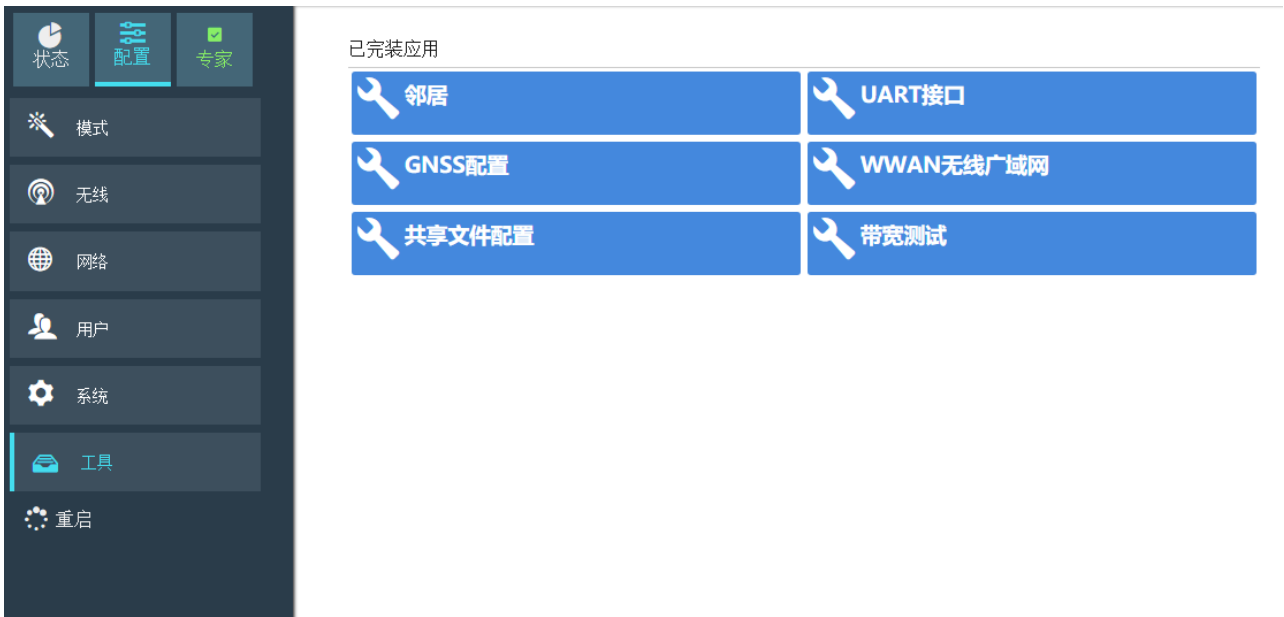 状态 配置 专家
模式
无线
网络
用户
系统
工具
重启
已完装应用
邻居 UART接口
GNSS配置 WWAN无线广域网
共享文件配置 带宽测试